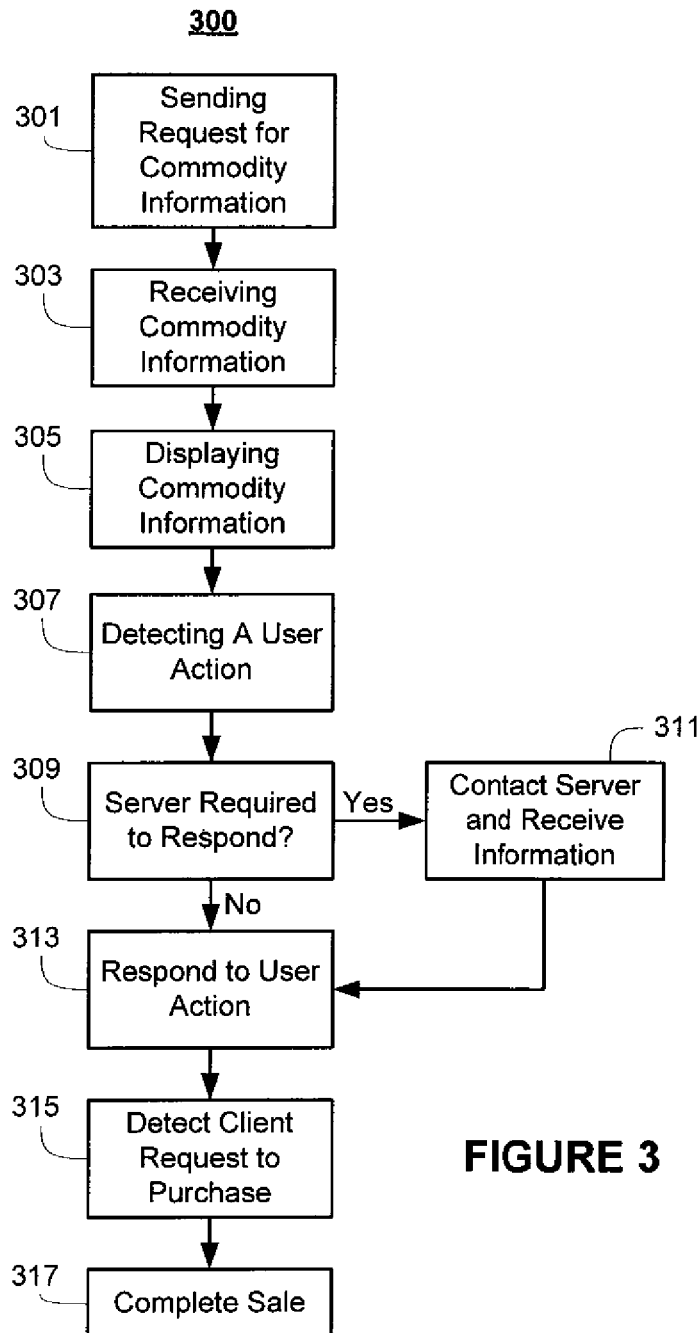 300
301
Sending
Request for
Commodity
Information
303
Receiving
Commodity
Information
305
Displaying
Commodity
Information
307
Detecting A User
Action
309
Server Required
to Respond?
Yes
311
Contact Server
and Receive
Information
No
313
Respond to User
Action
315
Detect Client
Request to
Purchase
FIGURE 3
317
Complete Sale